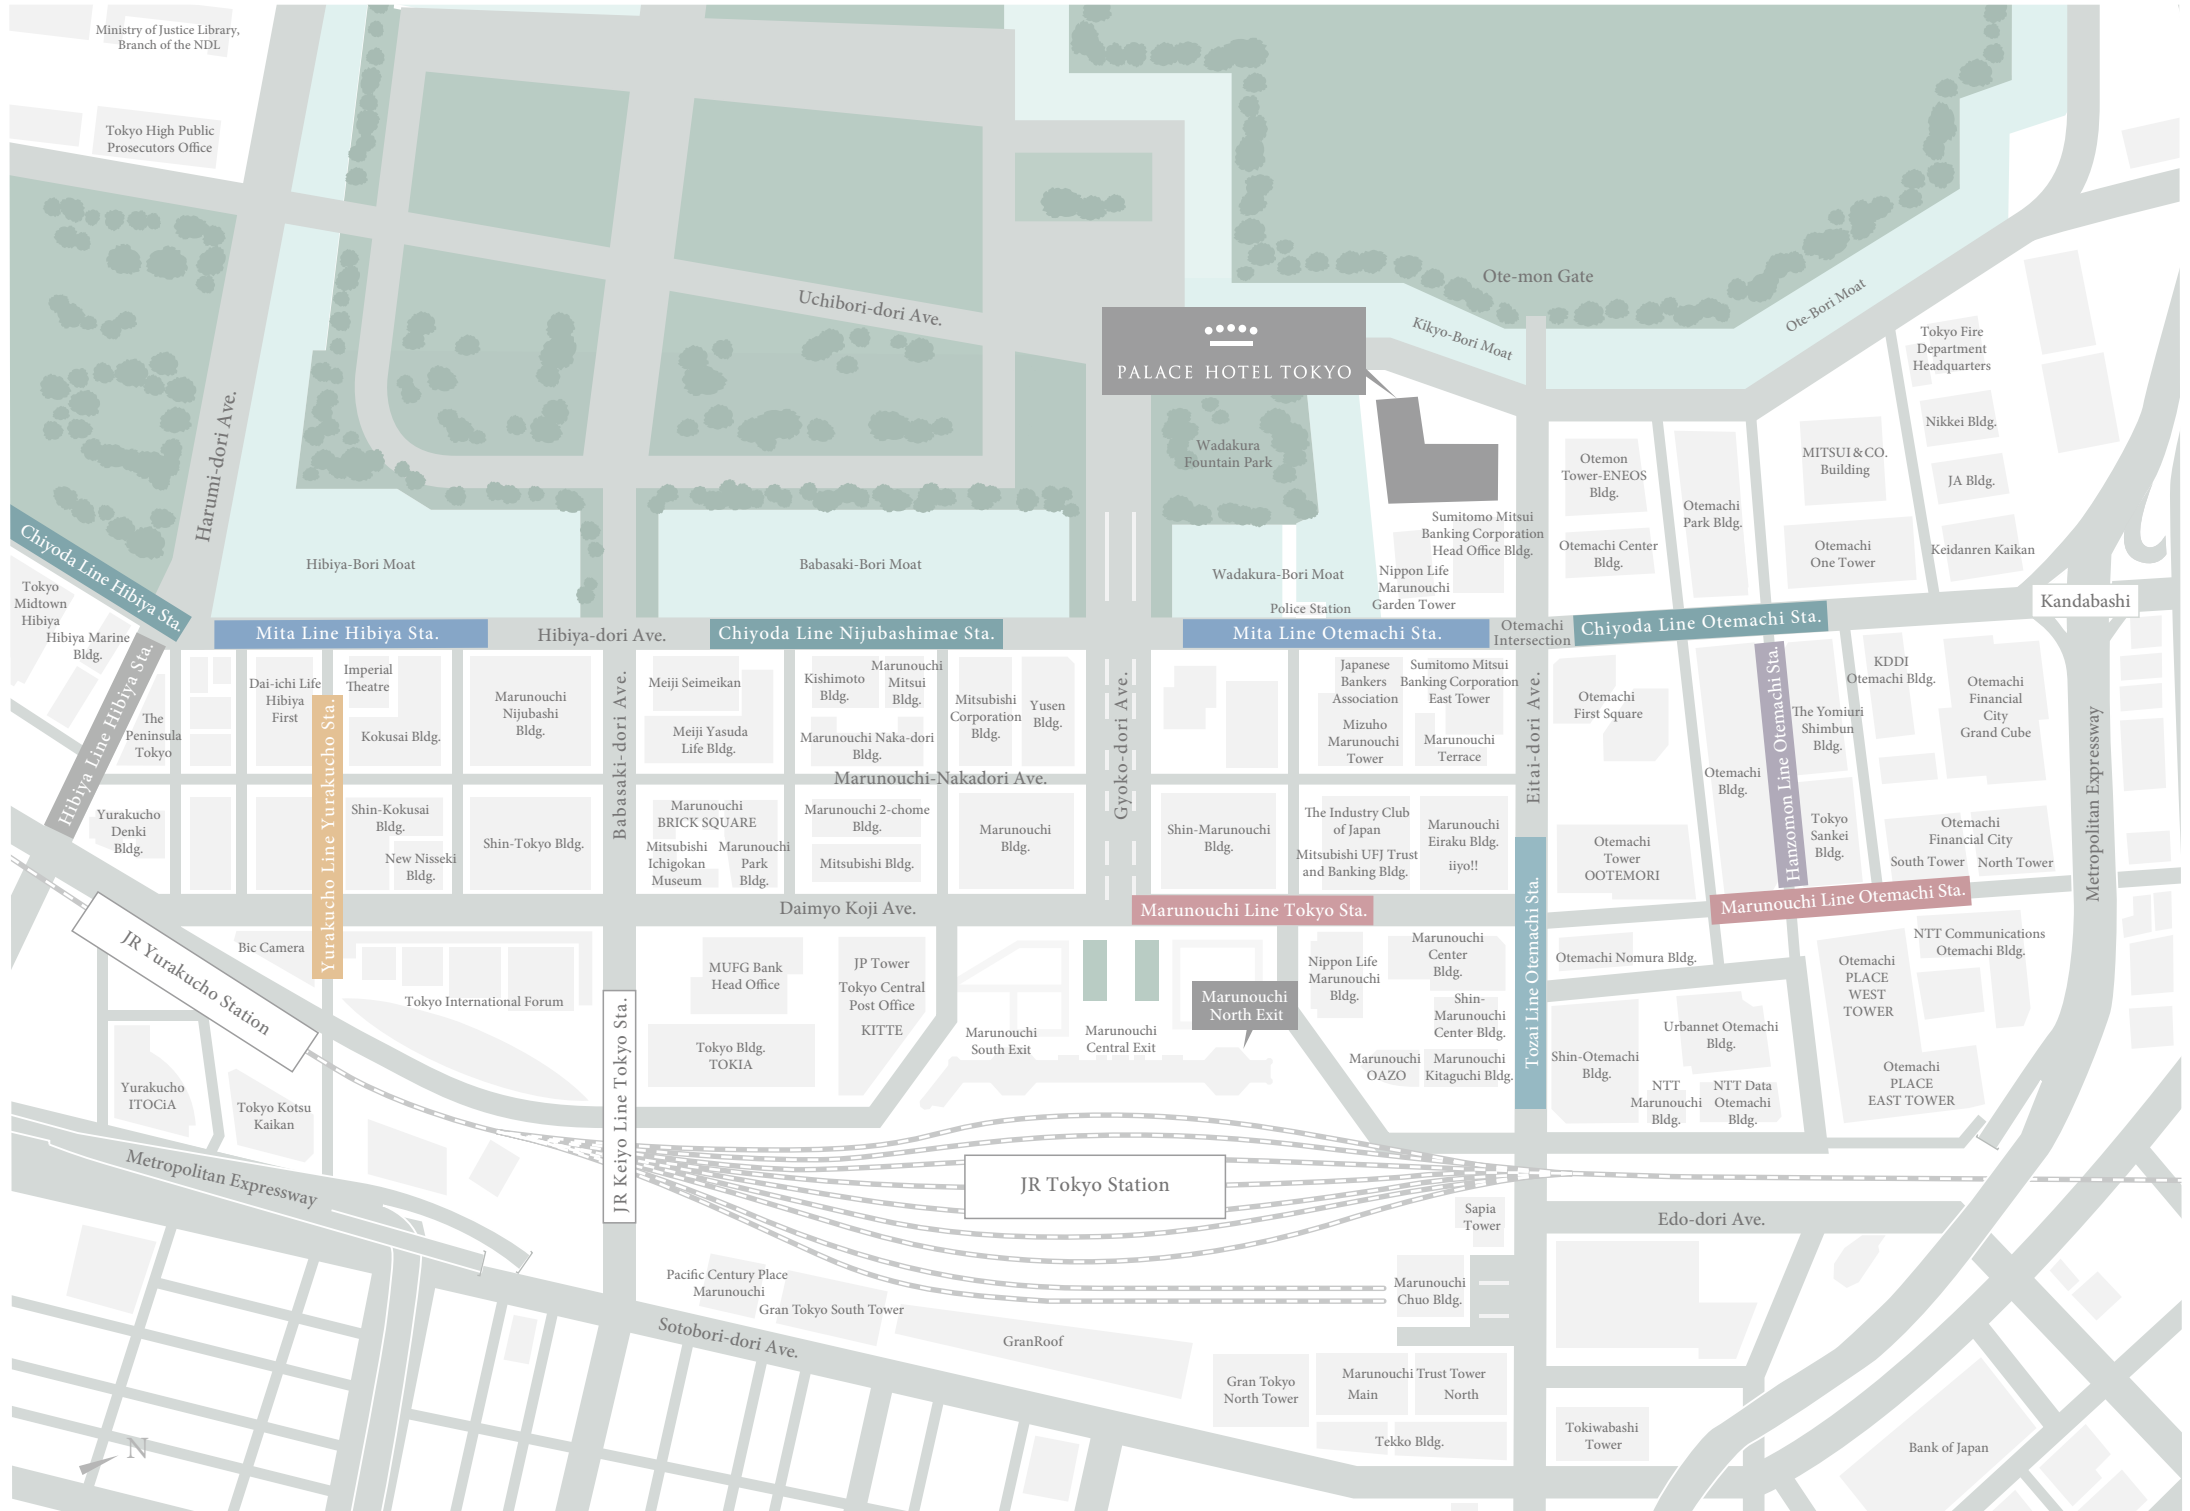 Ministry of Justice Library,
Branch of the NDL
Tokyo High Public
Prosecutors Office
Uchibori-dori Ave.
Ote-mon Gate
Kikyo-Bori Moat
Ote-Bori Moat
PALACE HOTEL TOKYO
Harumi-dori Ave.
Wadakura
Fountain Park
Tokyo Fire
Department
Headquarters
Nikkei Bldg.
MITSUI & CO.
Building
JA Bldg.
Otemon
Tower-ENEOS
Bldg.
Otemachi
Park Bldg.
Sumitomo Mitsui
Banking Corporation
Head Office Bldg.
Otemachi Center
Bldg.
Otemachi
One Tower
Keidanren Kaikan
Chiyoda Line Hibiya Sta.
Hibiya-Bori Moat
Babasaki-Bori Moat
Wadakura-Bori Moat
Nippon Life
Marunouchi
Garden Tower
Police Station
Kandabashi
Tokyo
Midtown
Hibiya
Hibiya Marine
Bldg.
Mita Line Hibiya Sta.
Hibiya-dori Ave.
Chiyoda Line Nijubashimae Sta.
Mita Line Otemachi Sta.
Otemachi
Intersection
Chiyoda Line Otemachi Sta.
Hibiya Line Hibiya Sta.
The
Peninsula
Tokyo
Dai-ichi Life
Hibiya
First
Yurakucho Line Yurakucho Sta.
Imperial
Theatre
Kokusai Bldg.
Marunouchi
Nijubashi
Bldg.
Babasaki-dori Ave.
Meiji Seimeikan
Meiji Yasuda
Life Bldg.
Kishimoto
Bldg.
Marunouchi
Mitsui
Bldg.
Marunouchi Naka-dori
Bldg.
Mitsubishi
Corporation
Bldg.
Yusen
Bldg.
Gyoko-dori Ave.
Japanese
Bankers
Association
Sumitomo Mitsui
Banking Corporation
East Tower
Mizuho
Marunouchi
Tower
Marunouchi
Terrace
Eitai-dori Ave.
Otemachi
First Square
Otemachi
Bldg.
Hanzomon Line Otemachi Sta.
The Yomiuri
Shimbun
Bldg.
KDDI
Otemachi Bldg.
Otemachi
Financial
City
Grand Cube
Metropolitan Expressway
Marunouchi-Nakadori Ave.
Yurakucho
Denki
Bldg.
Shin-Kokusai
Bldg.
New Nisseki
Bldg.
Shin-Tokyo Bldg.
Marunouchi
BRICK SQUARE
Mitsubishi
Ichigokan
Museum
Marunouchi
Park
Bldg.
Marunouchi 2-chome
Bldg.
Mitsubishi Bldg.
Marunouchi
Bldg.
Shin-Marunouchi
Bldg.
The Industry Club
of Japan
Mitsubishi UFJ Trust
and Banking Bldg.
Marunouchi
Eiraku Bldg.
iiyo!!
Otemachi
Tower
OOTEMORI
Tokyo
Sankei
Bldg.
Otemachi
Financial City
South Tower
North Tower
Daimyo Koji Ave.
Marunouchi Line Tokyo Sta.
Tozai Line Otemachi Sta.
Marunouchi Line Otemachi Sta.
JR Yurakucho Station
Bic Camera
Tokyo International Forum
JR Keiyo Line Tokyo Sta.
MUFG Bank
Head Office
Tokyo Bldg.
TOKIA
JP Tower
Tokyo Central
Post Office
KITTE
Marunouchi
South Exit
Marunouchi
Central Exit
Marunouchi
North Exit
Nippon Life
Marunouchi
Bldg.
Marunouchi
Center
Bldg.
Shin-
Marunouchi
Center Bldg.
Marunouchi
OAZO
Marunouchi
Kitaguchi Bldg.
Otemachi Nomura Bldg.
Shin-Otemachi
Bldg.
Urbannet Otemachi
Bldg.
NTT
Marunouchi
Bldg.
NTT Data
Otemachi
Bldg.
Otemachi
PLACE
WEST
TOWER
NTT Communications
Otemachi Bldg.
Otemachi
PLACE
EAST TOWER
Yurakucho
ITOCiA
Tokyo Kotsu
Kaikan
Metropolitan Expressway
JR Tokyo Station
Sapia
Tower
Edo-dori Ave.
Pacific Century Place
Marunouchi
Gran Tokyo South Tower
Sotobori-dori Ave.
GranRoof
Marunouchi
Chuo Bldg.
Gran Tokyo
North Tower
Marunouchi Trust Tower
Main
North
Tekko Bldg.
Tokiwabashi
Tower
Bank of Japan
N